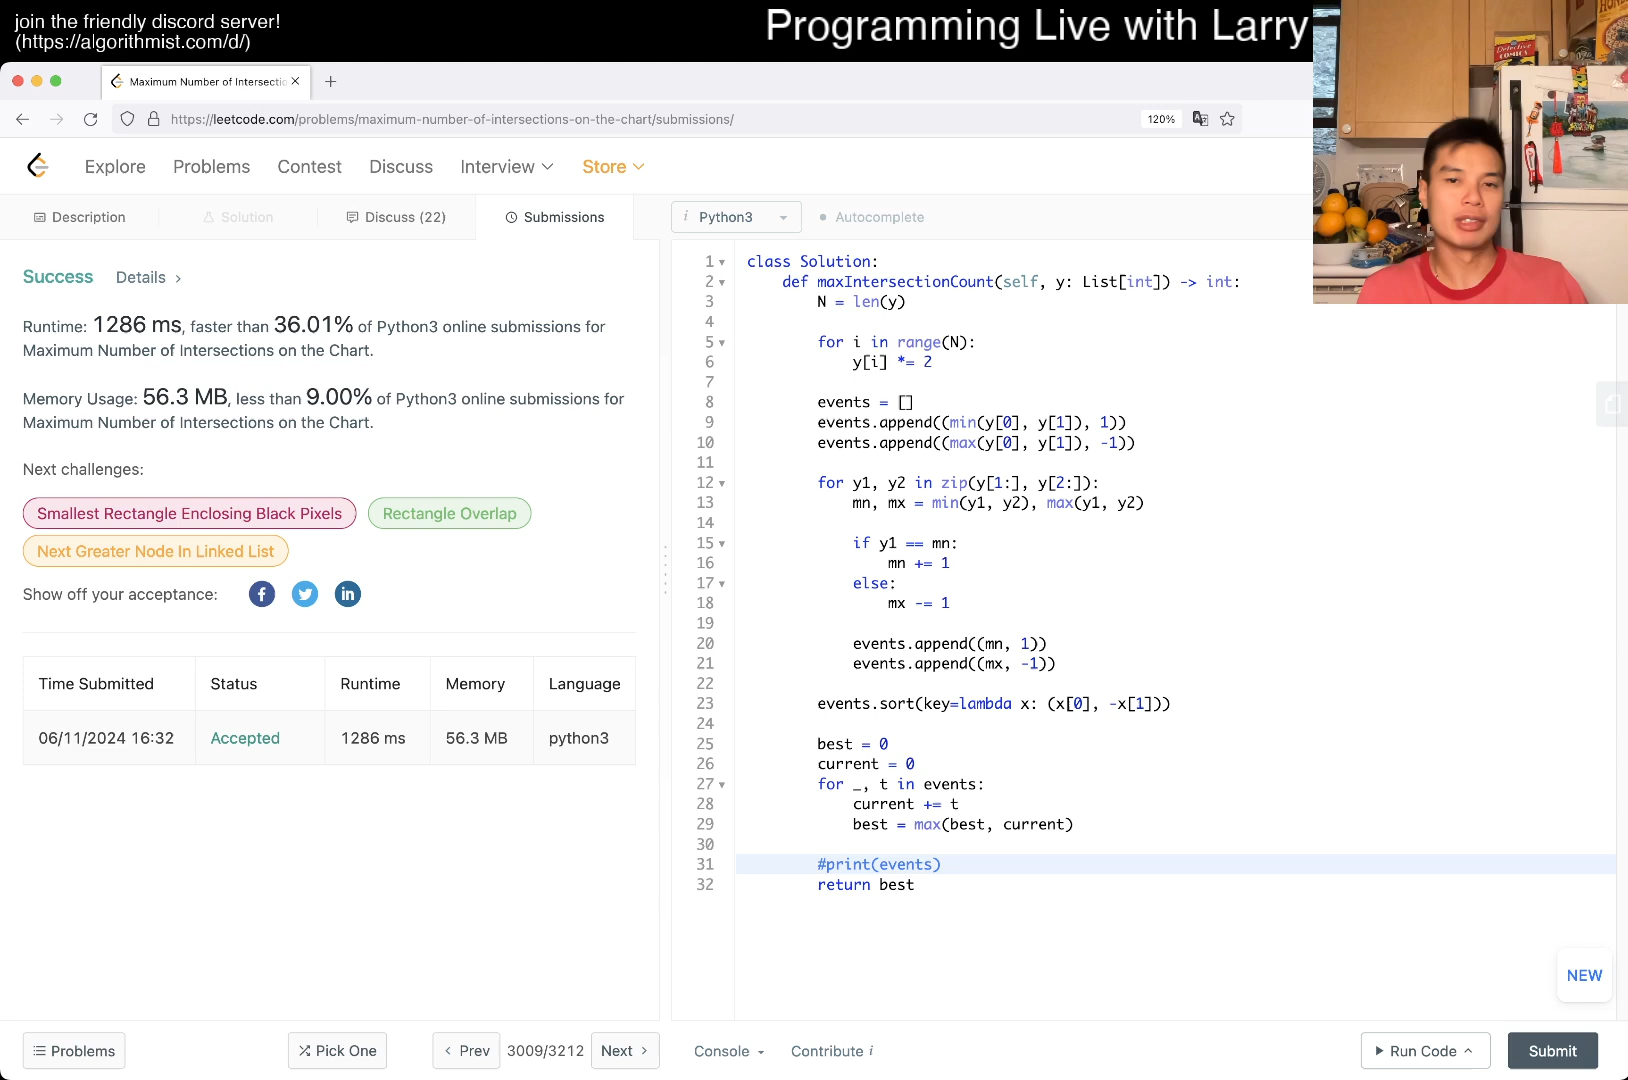 join the friendly discord server!
(https://algorithmist.com/d/)
Programming Live with Larry
Maximum Number of Intersectio
https://leetcode.com/problems/maximum-number-of-intersections-on-the-chart/submissions/
120%
Explore
Problems
Contest
Discuss
Interview
Store
Description
Solution
Discuss (22)
Submissions
i Python3
Autocomplete
Success
Details
Runtime: 1286 ms, faster than 36.01% of Python3 online submissions for
Maximum Number of Intersections on the Chart.
Memory Usage: 56.3 MB, less than 9.00% of Python3 online submissions for
Maximum Number of Intersections on the Chart.
Next challenges:
Smallest Rectangle Enclosing Black Pixels
Rectangle Overlap
Next Greater Node In Linked List
Show off your acceptance:
Time Submitted Status Runtime Memory Language
06/11/2024 16:32 Accepted 1286 ms 56.3 MB python3
1 class Solution:
2 def maxIntersectionCount(self, y: List[int]) -> int:
3 N = len(y)
4
5 for i in range(N):
6 y[i] *= 2
7
8 events = []
9 events.append((min(y[0], y[1]), 1))
10 events.append((max(y[0], y[1]), -1))
11
12 for y1, y2 in zip(y[1:], y[2:]):
13 mn, mx = min(y1, y2), max(y1, y2)
14
15 if y1 == mn:
16 mn += 1
17 else:
18 mx -= 1
19
20 events.append((mn, 1))
21 events.append((mx, -1))
22
23 events.sort(key=lambda x: (x[0], -x[1]))
24
25 best = 0
26 current = 0
27 for _, t in events:
28 current += t
29 best = max(best, current)
30
31 #print(events)
32 return best
NEW
Problems
Pick One
Prev
3009/3212
Next
Console
Contribute i
Run Code
Submit